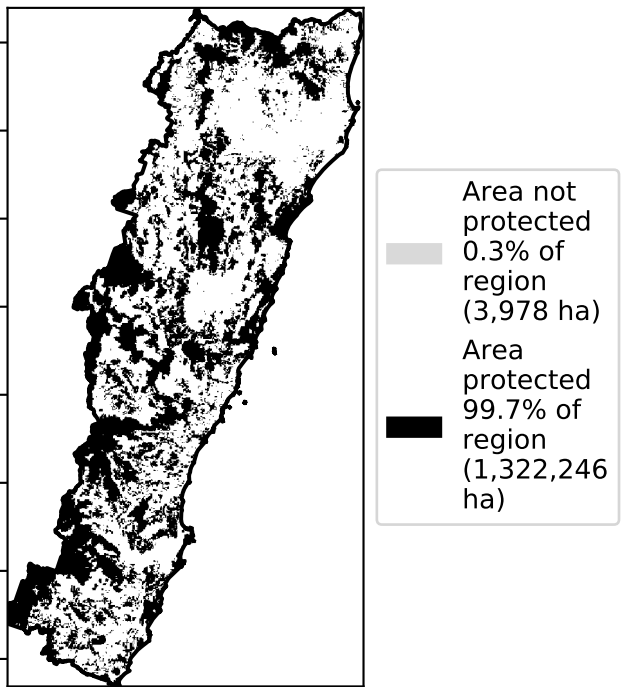 Area not
protected
0.3% of
region
(3,978 ha)
Area
protected
99.7% of
region
(1,322,246
ha)